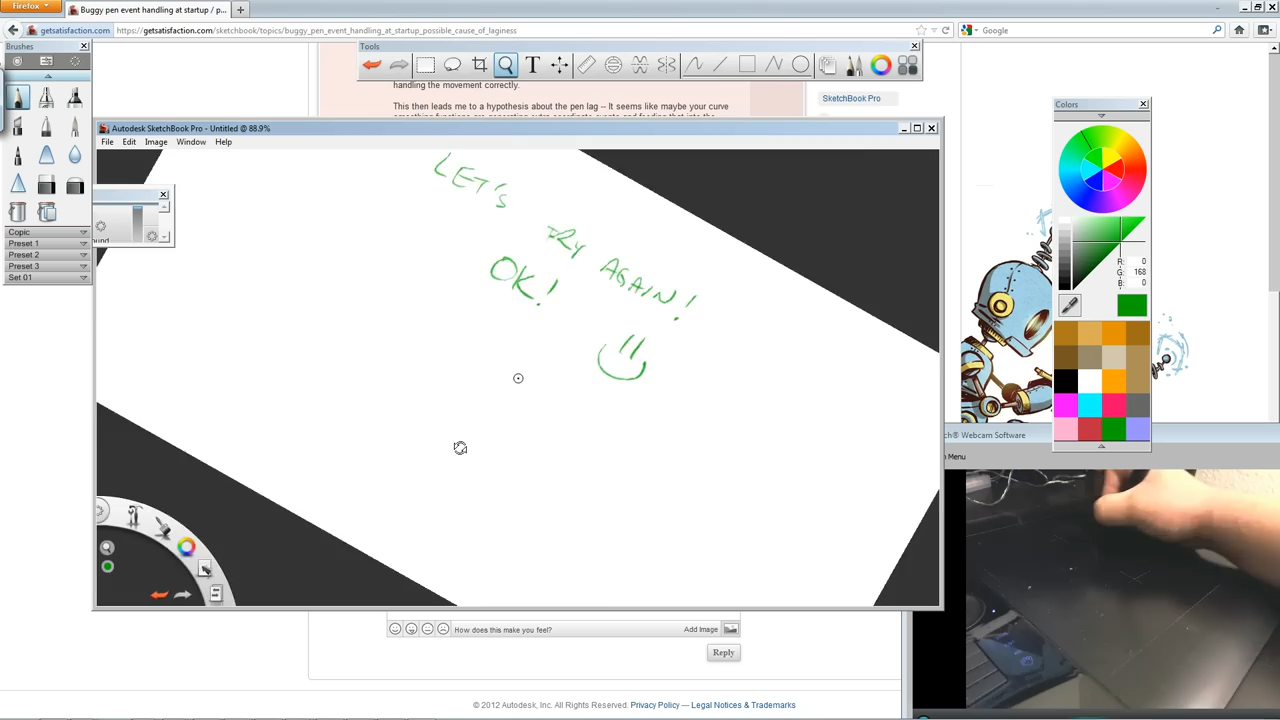 Firefox
Buggy pen event handling at startup / p...
getsatisfaction.com
https://getsatisfaction.com/sketchbook/topics/buggy_pen_event_handling_at_startup_possible_cause_of_laginess
Google
Brushes
Tools
handling the movement correctly.
This then leads me to a hypothesis about the pen lag -- It seems like maybe your curve
SketchBook Pro
Colors
Autodesk SketchBook Pro - Untitled @ 88.9%
File Edit Image Window Help
LET'S TRY AGAIN!
OK!
Copic
Preset 1
Preset 2
Preset 3
Set 01
R: 0
G: 168
B: 0
tech® Webcam Software
Menu
How does this make you feel?
Add Image
Reply
© 2012 Autodesk, Inc. All Rights Reserved. Privacy Policy — Legal Notices & Trademarks